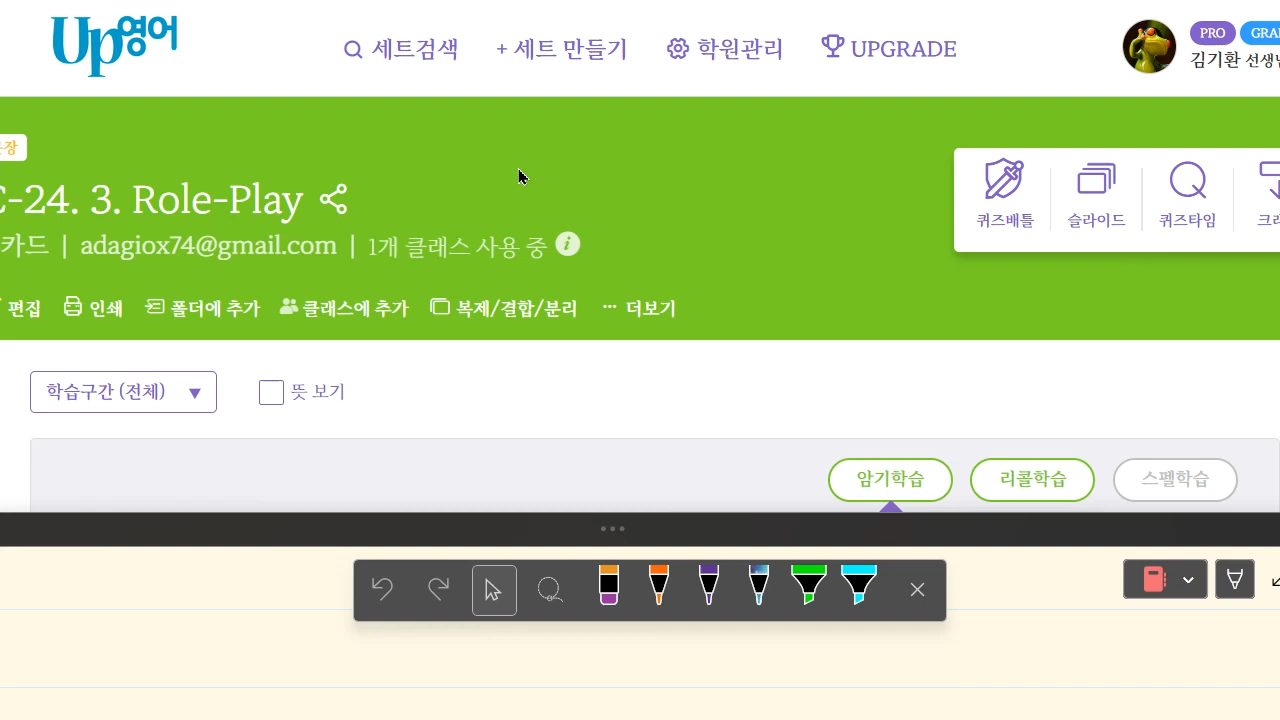 Up영어
세트검색 + 세트 만들기 학원관리 UPGRADE
PRO
김기환
C-24. 3. Role-Play
카드 | adagiox74@gmail.com | 1개 클래스 사용 중
편집 인쇄 폴더에 추가 클래스에 추가 복제/결합/분리 ··· 더보기
퀴즈배틀 슬라이드 퀴즈타임
학습구간 (전체) ▼ 뜻 보기
암기학습 리콜학습 스펠학습